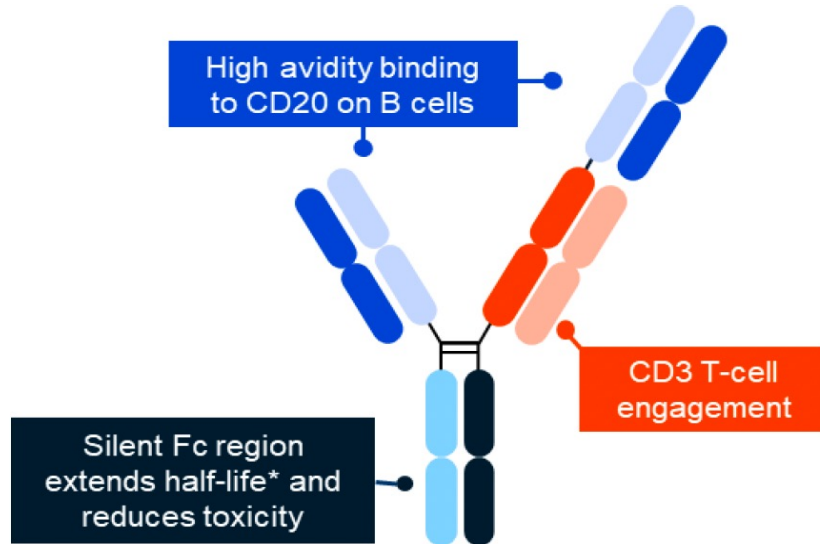 High avidity binding
to CD20 on B cells
CD3 T-cell
engagement
Silent Fc region
extends half-life* and
reduces toxicity